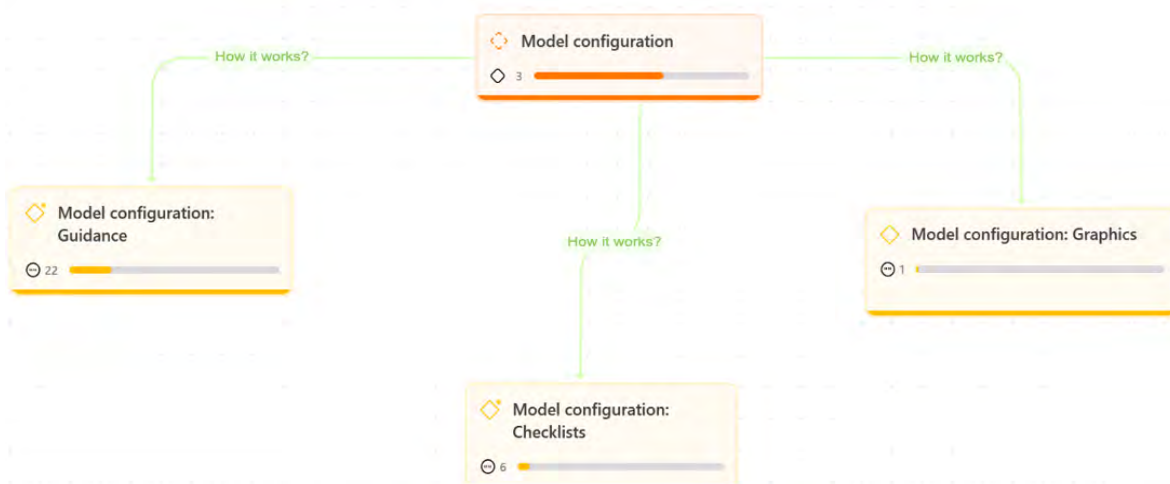 Model configuration
3
How it works?
How it works?
Model configuration:
Guidance
22
Model configuration: Graphics
1
How it works?
Model configuration:
Checklists
6